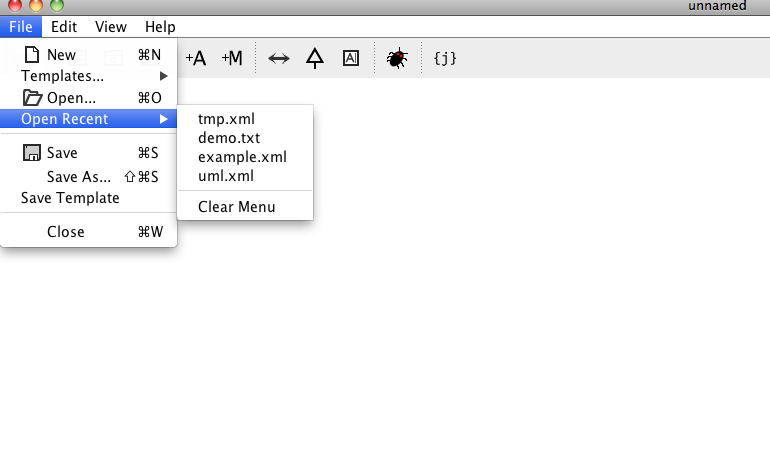 unnamed
File Edit View Help
+A +M A {j}
New ⌘N
Templates...
Open... ⌘O
Open Recent
Save ⌘S
Save As... ⇧⌘S
Save Template
Close ⌘W
tmp.xml
demo.txt
example.xml
uml.xml
Clear Menu